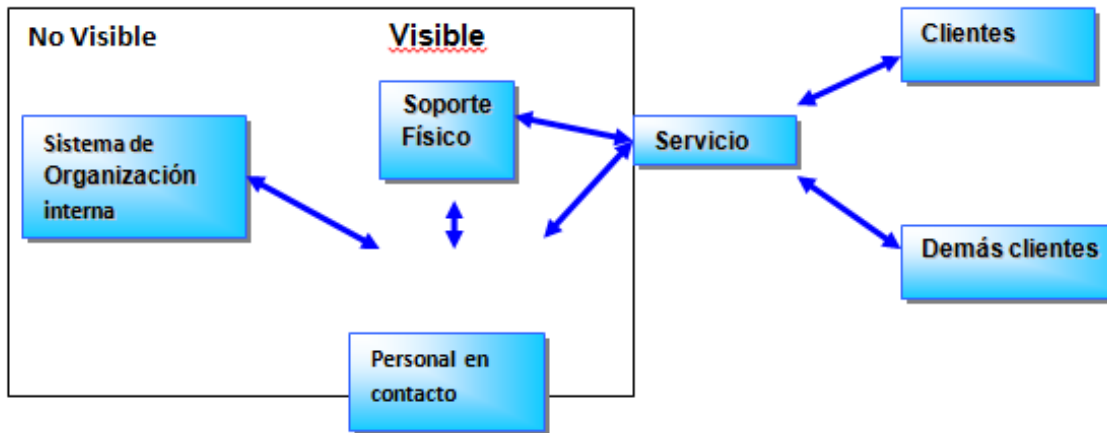 No Visible
Visible
Clientes
Soporte
Físico
Sistema de
Organización
interna
Servicio
Demás clientes
Personal en
contacto